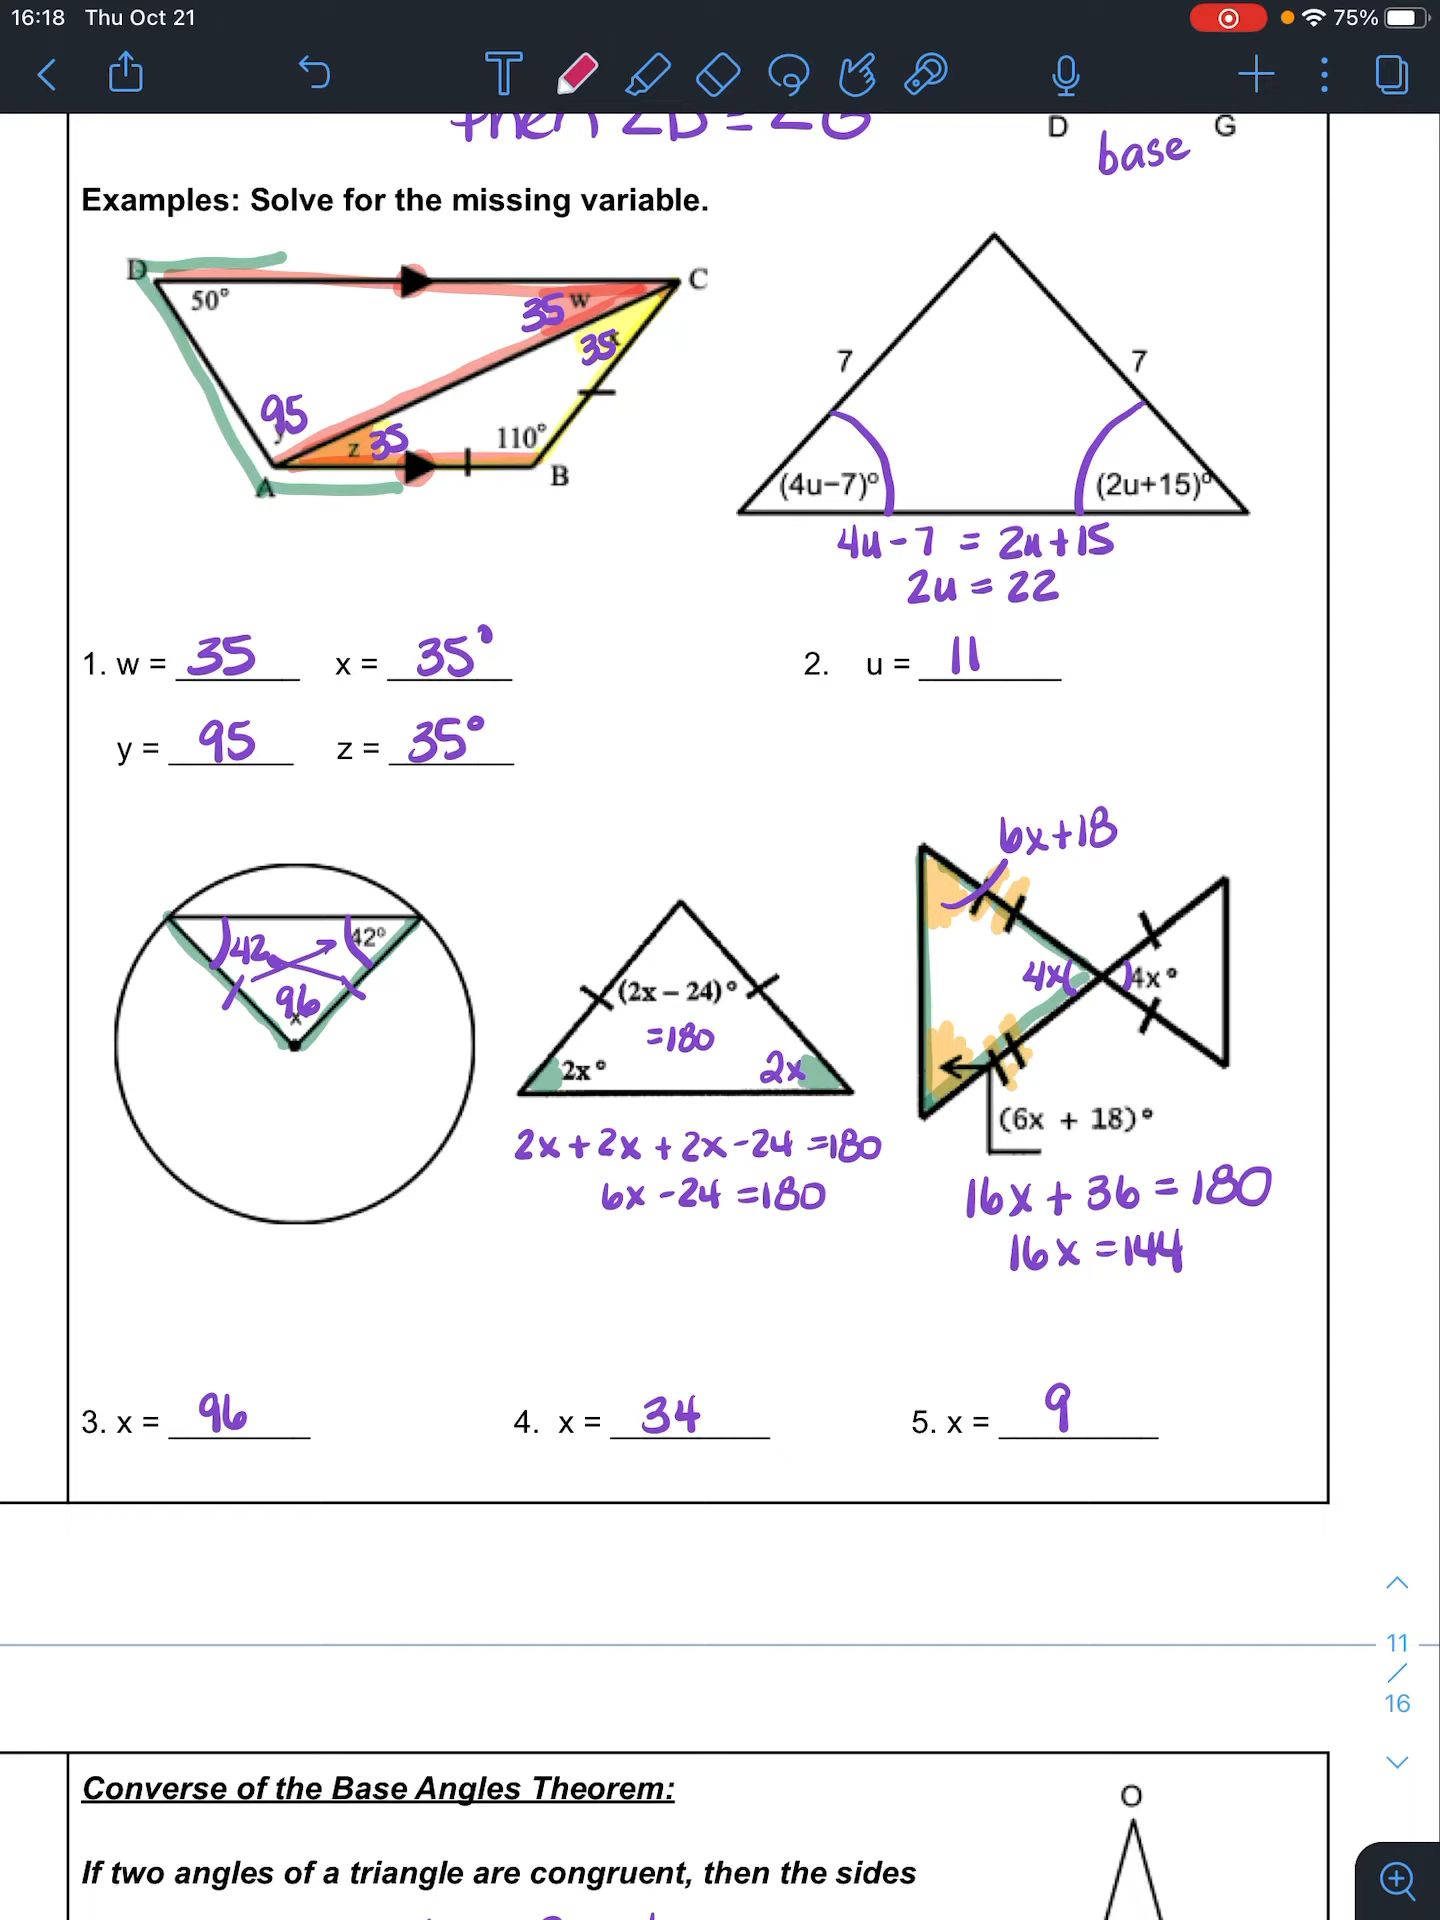 16:18 Thu Oct 21
75%
T
then ∠D ≅ ∠G
D G
base
Examples: Solve for the missing variable.
D
C
50°
35 w
35
95
z 35
110°
A
B
7 7
(4u−7)° (2u+15)°
4u - 7 = 2u + 15
2u = 22
1. w = 35 x = 35°
2. u = 11
y = 95 z = 35°
42 42°
96
x
(2x − 24)°
=180
2x° 2x
2x + 2x + 2x - 24 = 180
6x - 24 = 180
6x+18
4x 4x°
(6x + 18)°
16x + 36 = 180
16x = 144
3. x = 96
4. x = 34
5. x = 9
11
/
16
Converse of the Base Angles Theorem:
O
If two angles of a triangle are congruent, then the sides